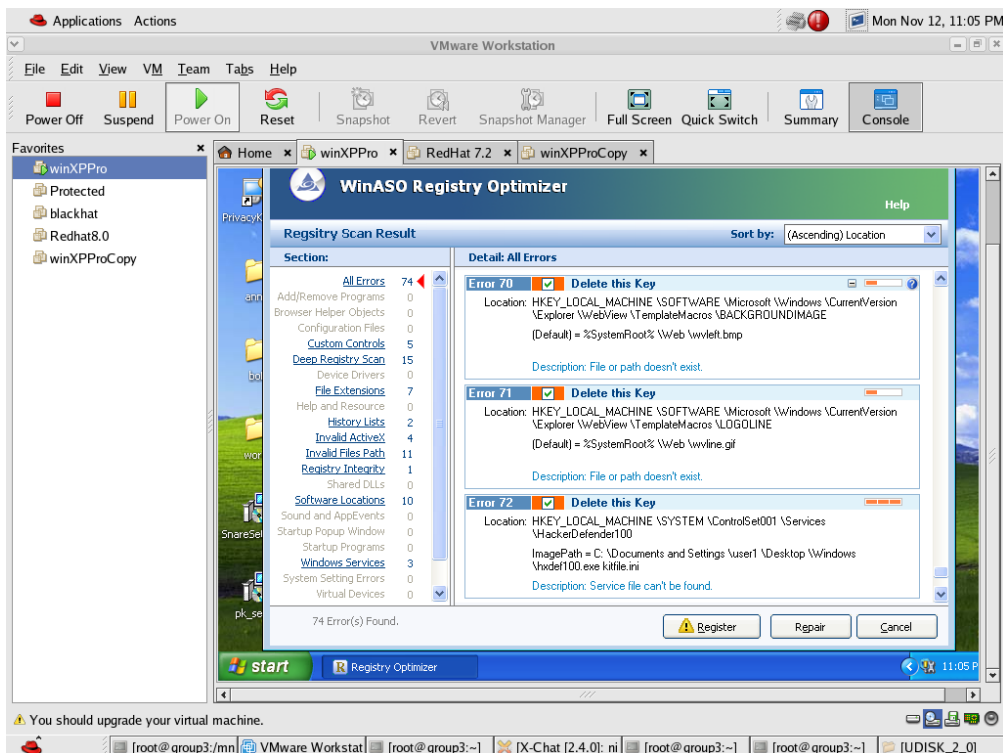 Applications Actions
Mon Nov 12, 11:05 PM
VMware Workstation
File Edit View VM Team Tabs Help
Power Off Suspend Power On Reset Snapshot Revert Snapshot Manager Full Screen Quick Switch Summary Console
Favorites
winXPPro
Protected
blackhat
Redhat8.0
winXPProCopy
Home winXPPro RedHat 7.2 winXPProCopy
PrivacyK
WinASO Registry Optimizer
Help
Regsitry Scan Result
Sort by: (Ascending) Location
Section:
All Errors 74
Add/Remove Programs 0
Browser Helper Objects 0
Configuration Files 0
Custom Controls 5
Deep Registry Scan 15
Device Drivers 0
File Extensions 7
Help and Resource 0
History Lists 2
Invalid ActiveX 4
Invalid Files Path 11
Registry Integrity 1
Shared DLLs 0
Software Locations 10
Sound and AppEvents 0
Startup Popup Window 0
Startup Programs 0
Windows Services 3
System Setting Errors 0
Virtual Devices 0
Detail: All Errors
Error 70 Delete this Key
Location: HKEY_LOCAL_MACHINE \SOFTWARE \Microsoft \Windows \CurrentVersion
\Explorer \WebView \TemplateMacros \BACKGROUNDIMAGE
(Default) = %SystemRoot% \Web \wvleft.bmp
Description: File or path doesn't exist.
Error 71 Delete this Key
Location: HKEY_LOCAL_MACHINE \SOFTWARE \Microsoft \Windows \CurrentVersion
\Explorer \WebView \TemplateMacros \LOGOLINE
(Default) = %SystemRoot% \Web \wvline.gif
Description: File or path doesn't exist.
Error 72 Delete this Key
Location: HKEY_LOCAL_MACHINE \SYSTEM \ControlSet001 \Services
\HackerDefender100
ImagePath = C: \Documents and Settings \user1 \Desktop \Windows
\hxdef100.exe kitfile.ini
Description: Service file can't be found.
SnareSe
pk_se
74 Error(s) Found.
Register Repair Cancel
start Registry Optimizer 11:05 P
You should upgrade your virtual machine.
[root@group3:/mn VMware Workstat [root@group3:~] [X-Chat [2.4.0]: ni [root@group3:~] [root@group3:~] [UDISK_2_0]